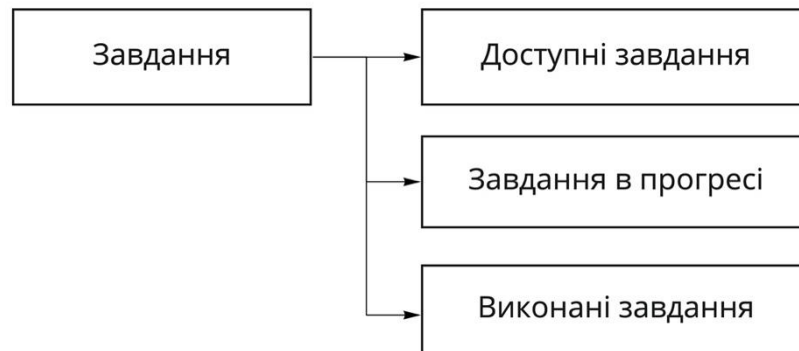 Завдання
Доступні завдання
Завдання в прогресі
Виконані завдання